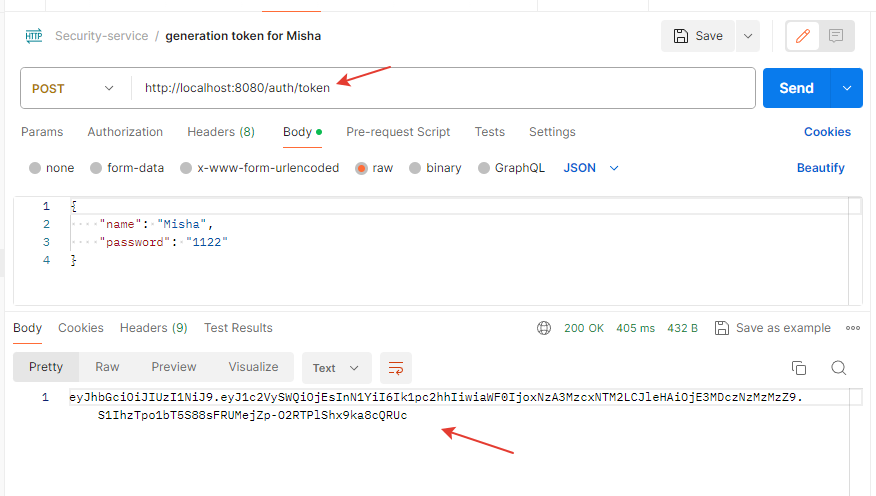 HTTP Security-service / generation token for Misha Save
POST http://localhost:8080/auth/token Send
Params Authorization Headers (8) Body Pre-request Script Tests Settings Cookies
none form-data x-www-form-urlencoded raw binary GraphQL JSON Beautify
1 {
2 "name": "Misha",
3 "password": "1122"
4 }
Body Cookies Headers (9) Test Results 200 OK 405 ms 432 B Save as example
Pretty Raw Preview Visualize Text
1 eyJhbGciOiJIUzI1NiJ9.eyJ1c2VySWQiOjEsInN1YiI6Ik1pc2hhIiwiaWF0IjoxNzA3MzcxNTM2LCJleHAiOjE3MDczNzMzMzZ9.
S1IhzTpo1bT5S88sFRUMejZp-O2RTPlShx9ka8cQRUc